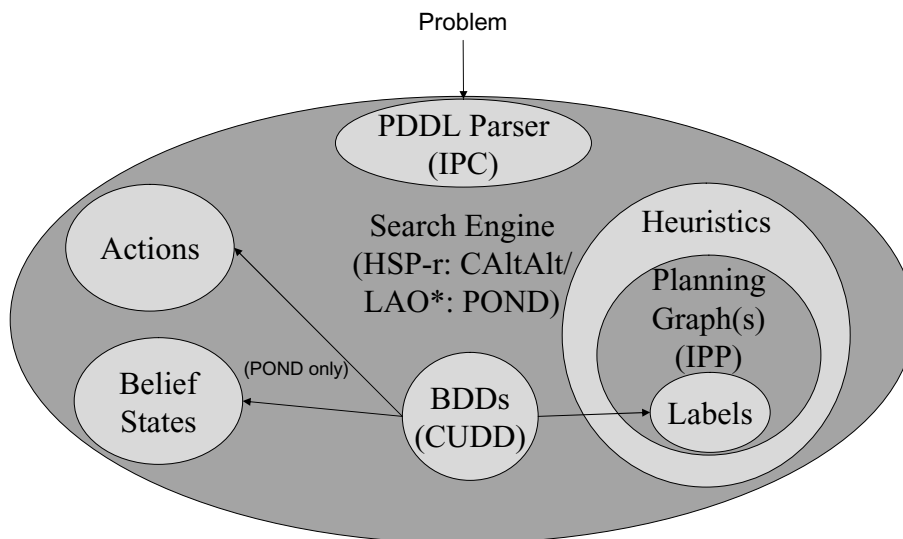 Problem
PDDL Parser
(IPC)
Search Engine
(HSP-r: CAltAlt/
LAO*: POND)
Heuristics
Planning
Graph(s)
(IPP)
Labels
Actions
(POND only)
Belief
States
BDDs
(CUDD)